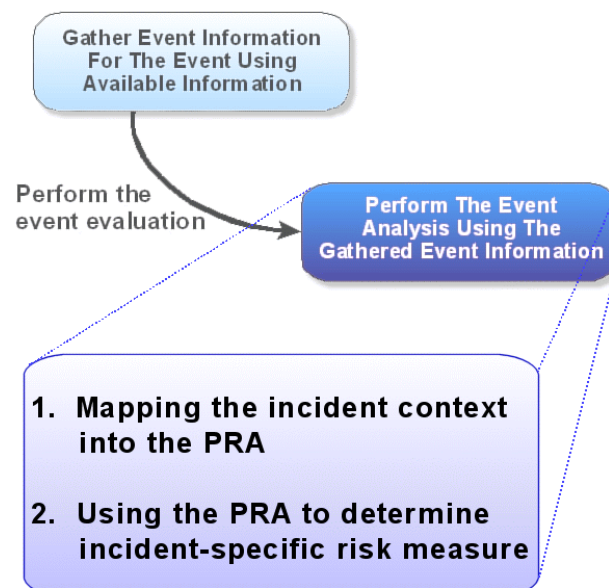 Gather Event Information
For The Event Using
Available Information
Perform the
event evaluation
Perform The Event
Analysis Using The
Gathered Event Information
1. Mapping the incident context
into the PRA
2. Using the PRA to determine
incident-specific risk measure